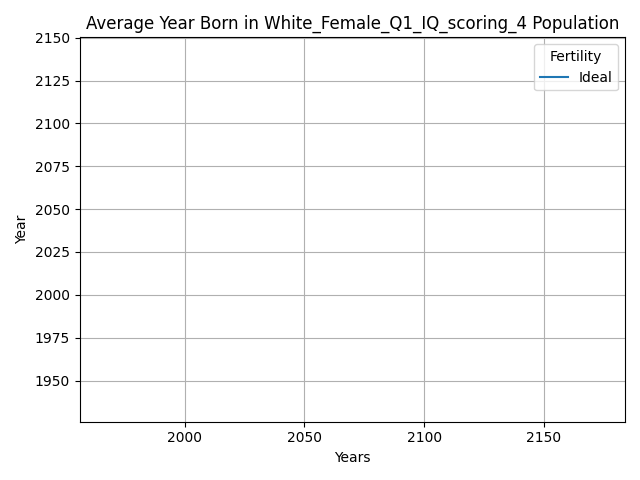 Average Year Born in White_Female_Q1_IQ_scoring_4 Population
2150
2125
2100
2075
2050
2025
2000
1975
1950
Year
Fertility
Ideal
2000 2050 2100 2150
Years